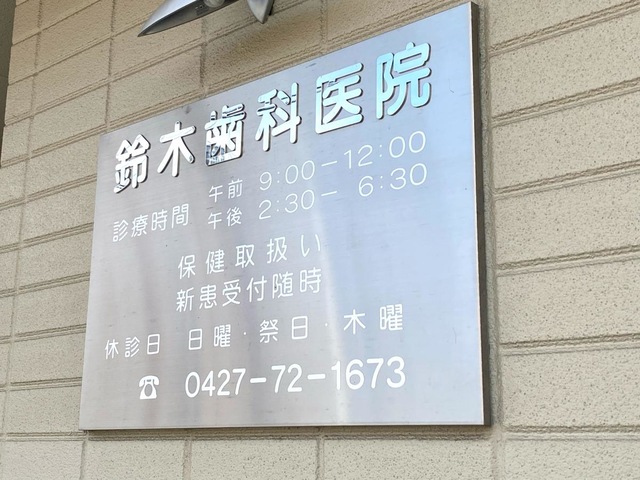 鈴木歯科医院
診療時間 午前 9:00－12:00
午後 2:30－ 6:30
保健取扱い
新患受付随時
休診日 日曜・祭日・木曜
☎ 0427-72-1673